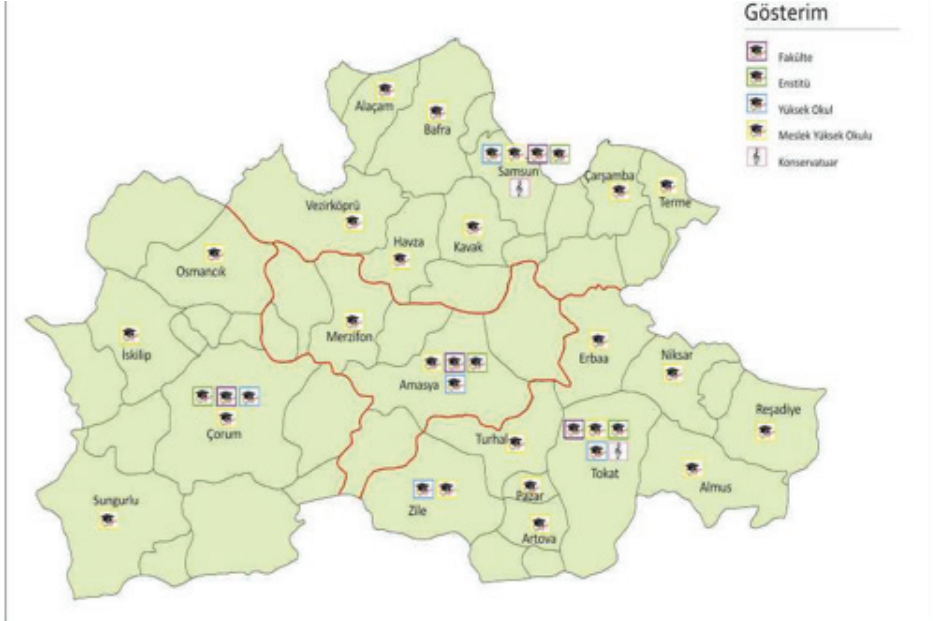 Gösterim
Fakülte
Enstitü
Yüksek Okul
Meslek Yüksek Okulu
Konservatuar
Alaçam
Bafra
Samsun
Çarşamba
Terme
Vezirköprü
Havza
Kavak
Osmancık
Merzifon
İskilip
Erbaa
Niksar
Amasya
Reşadiye
Çorum
Turhal
Tokat
Almus
Sungurlu
Zile
Pazar
Artova